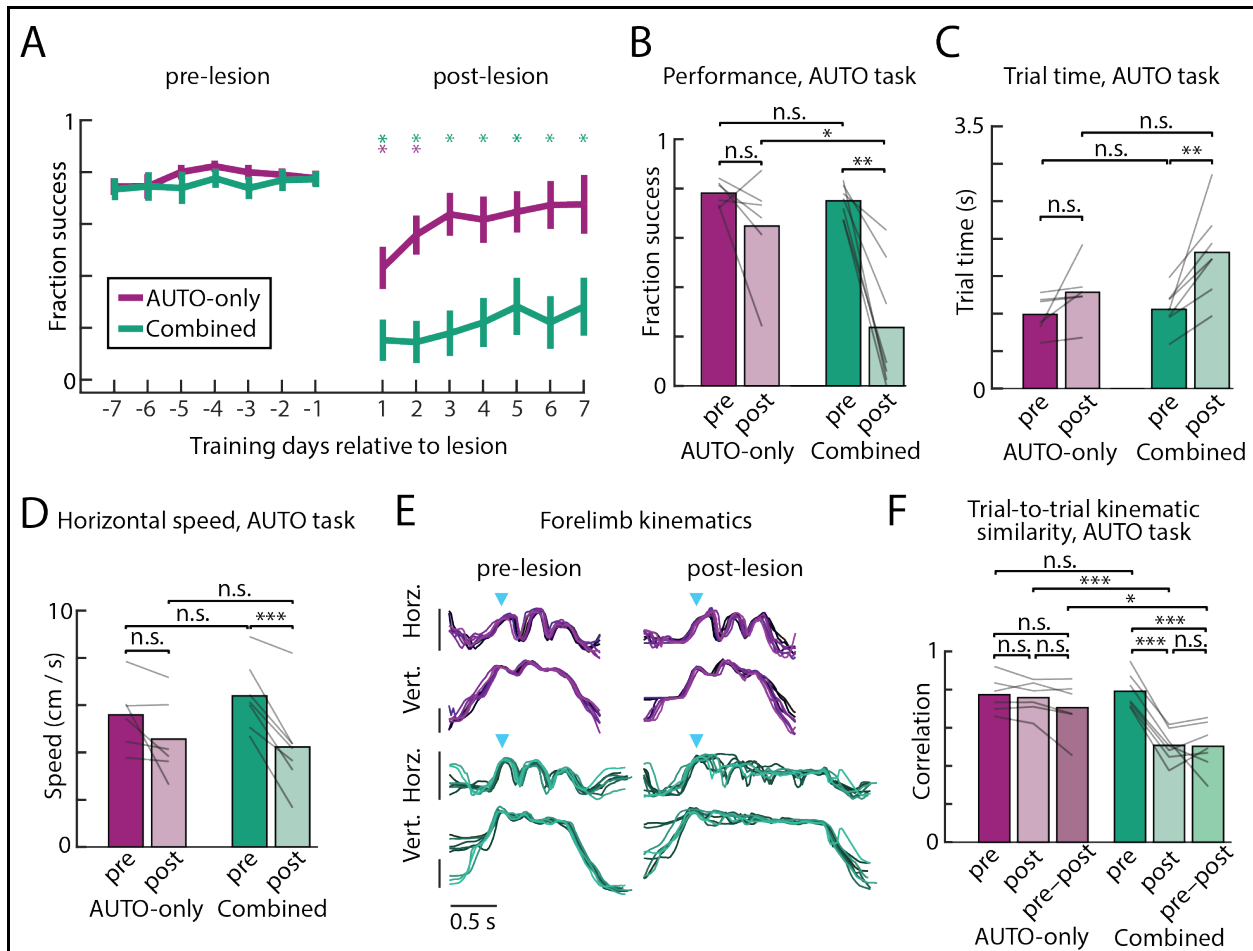 A
pre-lesion
post-lesion
Fraction success
1
0
*
*
*
*
*
*
*
*
*
AUTO-only
Combined
-7
-6
-5
-4
-3
-2
-1
1
2
3
4
5
6
7
Training days relative to lesion
B
Performance, AUTO task
n.s.
*
n.s.
**
Fraction success
1
0
pre
post
pre
post
AUTO-only
Combined
C
Trial time, AUTO task
3.5
0
Trial time (s)
n.s.
n.s.
**
n.s.
pre
post
pre
post
AUTO-only
Combined
D
Horizontal speed, AUTO task
10
0
Speed (cm / s)
n.s.
n.s.
***
n.s.
pre
post
pre
post
AUTO-only
Combined
E
Forelimb kinematics
pre-lesion
post-lesion
Horz.
Vert.
Horz.
Vert.
0.5 s
F
Trial-to-trial kinematic
similarity, AUTO task
n.s.
***
*
n.s.
***
n.s.
n.s.
***
n.s.
Correlation
1
0
pre
post
pre–post
pre
post
pre–post
AUTO-only
Combined